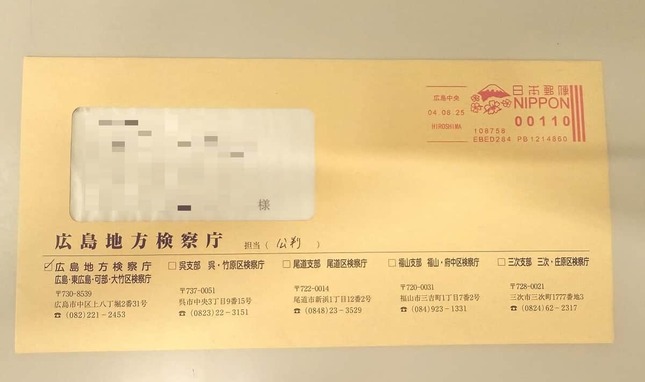 広島中央
04.08.25
HIROSHIMA
日本郵便
NIPPON
00110
108758
EBED284 PB1214860
様
広島地方検察庁 担当（公判）
☑広島地方検察庁
広島・東広島・可部・大竹区検察庁
〒730-8539
広島市中区上八丁堀2番31号
☎(082)221-2453
□呉支部 呉・竹原区検察庁
〒737-0051
呉市中央3丁目9番15号
☎(0823)22-3151
□尾道支部 尾道区検察庁
〒722-0014
尾道市新浜1丁目12番2号
☎(0848)23-3529
□福山支部 福山・府中区検察庁
〒720-0031
福山市三吉町1丁目7番2号
☎(084)923-1331
□三次支部 三次・庄原区検察庁
〒728-0021
三次市三次町1777番地3
☎(0824)62-2317